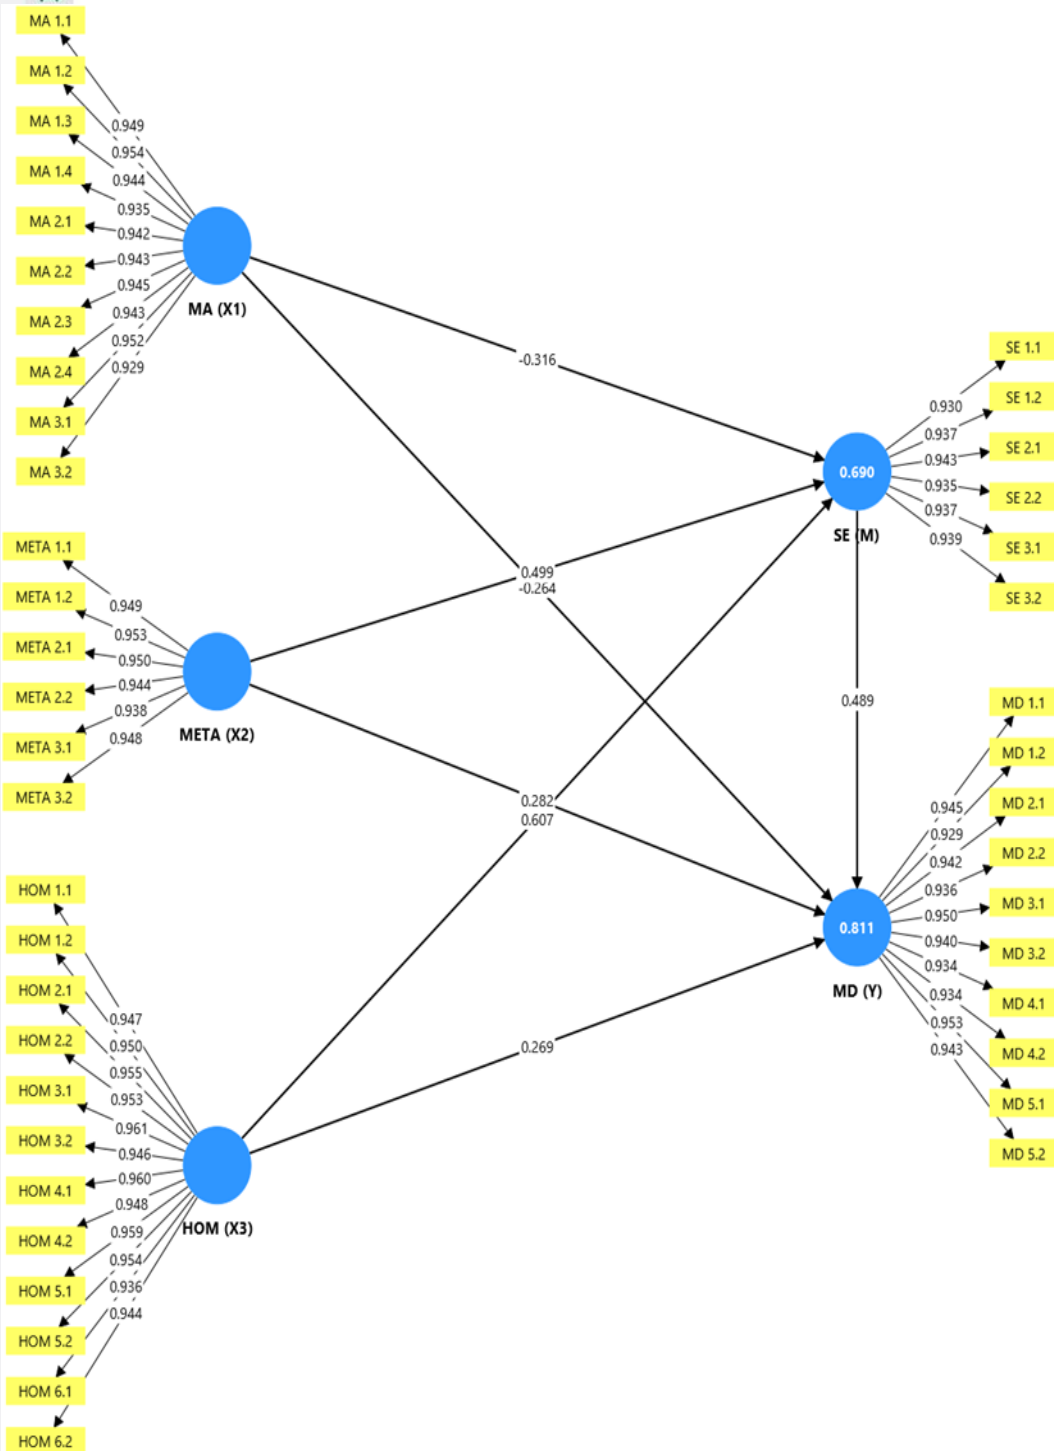 MA 1.1
MA 1.2
MA 1.3
MA 1.4
MA 2.1
MA 2.2
MA 2.3
MA 2.4
MA 3.1
MA 3.2
0.949
0.954
0.944
0.935
0.942
0.943
0.945
0.943
0.952
0.929
MA (X1)
-0.316
META 1.1
META 1.2
META 2.1
META 2.2
META 3.1
META 3.2
0.949
0.953
0.950
0.944
0.938
0.948
META (X2)
0.499
-0.264
0.282
0.607
HOM 1.1
HOM 1.2
HOM 2.1
HOM 2.2
HOM 3.1
HOM 3.2
HOM 4.1
HOM 4.2
HOM 5.1
HOM 5.2
HOM 6.1
HOM 6.2
0.947
0.950
0.955
0.953
0.961
0.946
0.960
0.948
0.959
0.954
0.936
0.944
HOM (X3)
0.269
0.690
SE (M)
0.930
0.937
0.943
0.935
0.937
0.939
SE 1.1
SE 1.2
SE 2.1
SE 2.2
SE 3.1
SE 3.2
0.489
0.811
MD (Y)
0.945
0.929
0.942
0.936
0.950
0.940
0.934
0.934
0.953
0.943
MD 1.1
MD 1.2
MD 2.1
MD 2.2
MD 3.1
MD 3.2
MD 4.1
MD 4.2
MD 5.1
MD 5.2